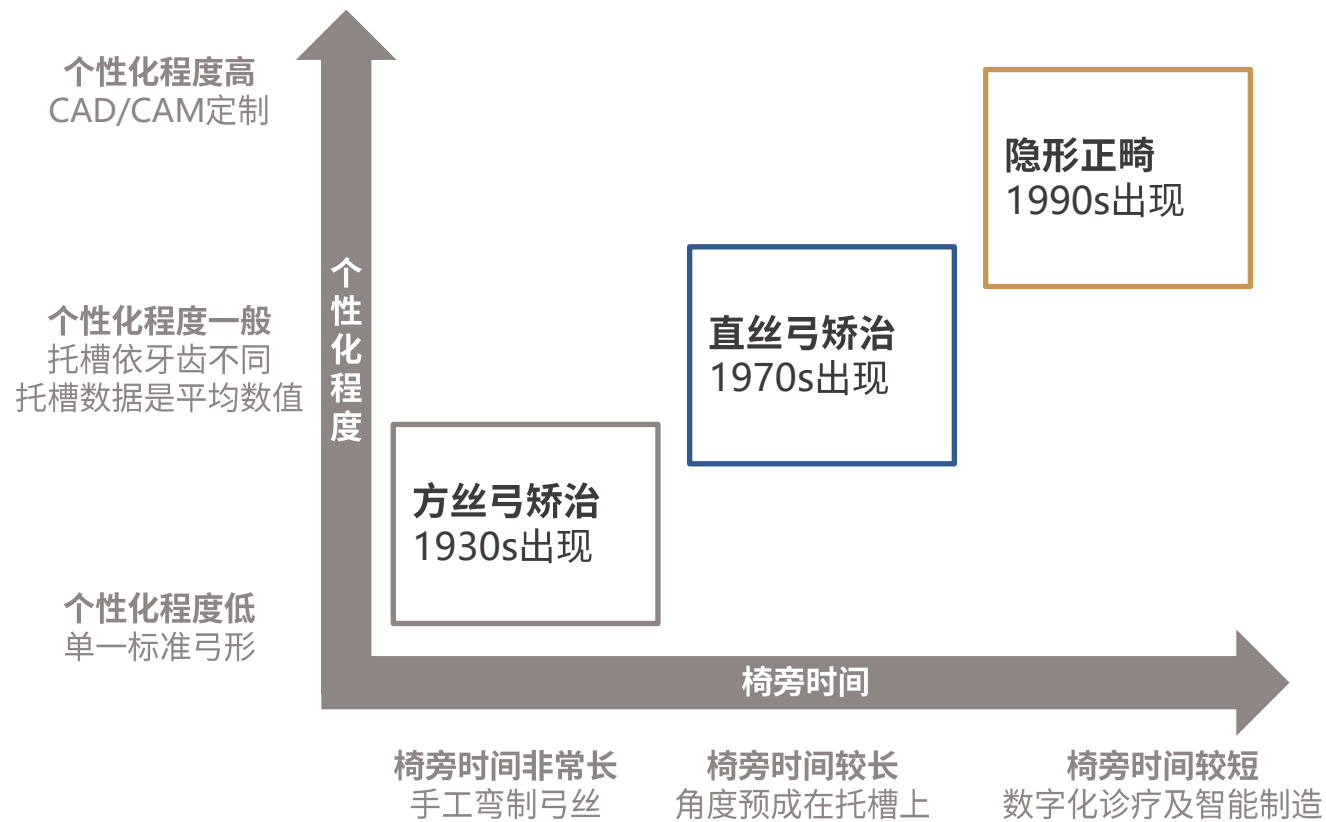 个性化程度高
CAD/CAM定制
隐形正畸
1990s出现
个性化程度
个性化程度一般
托槽依牙齿不同
托槽数据是平均数值
直丝弓矫治
1970s出现
方丝弓矫治
1930s出现
个性化程度低
单一标准弓形
椅旁时间
椅旁时间非常长
手工弯制弓丝
椅旁时间较长
角度预成在托槽上
椅旁时间较短
数字化诊疗及智能制造